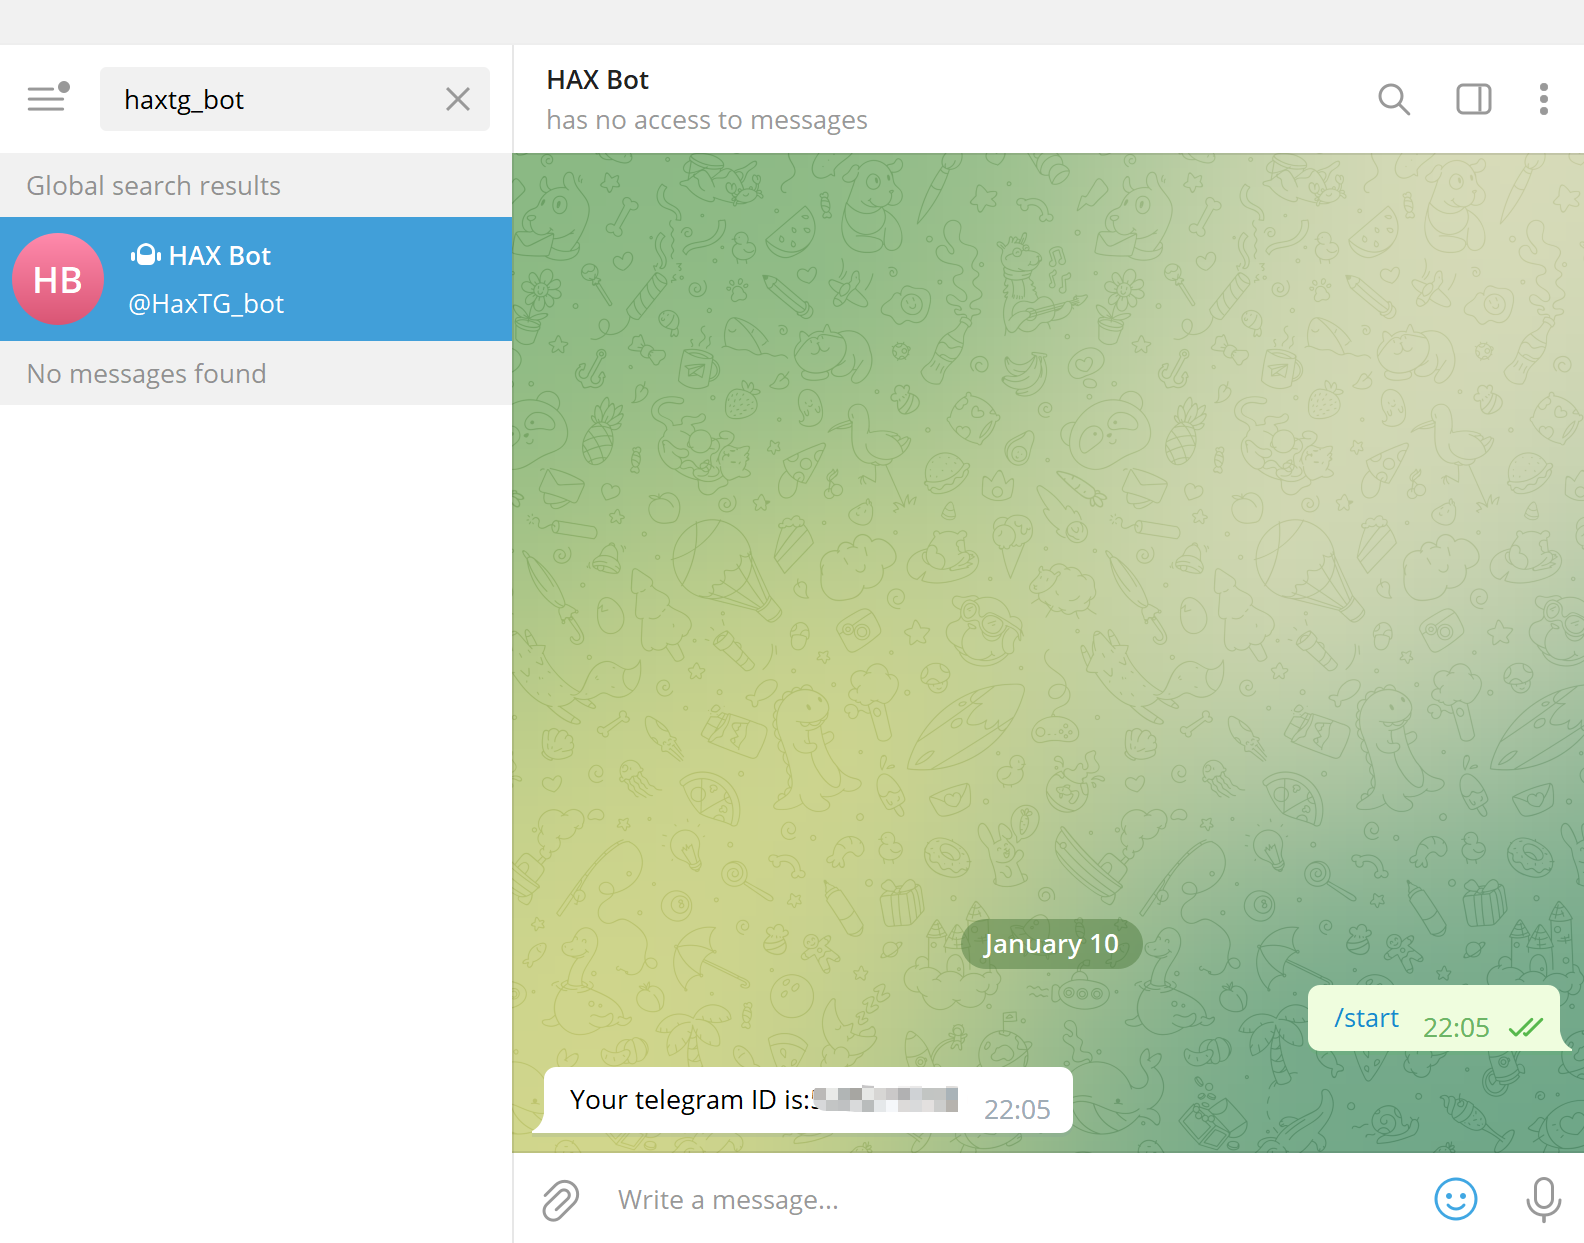 haxtg_bot
Global search results
HB
HAX Bot
@HaxTG_bot
No messages found
HAX Bot
has no access to messages
January 10
/start 22:05
Your telegram ID is: 22:05
Write a message...